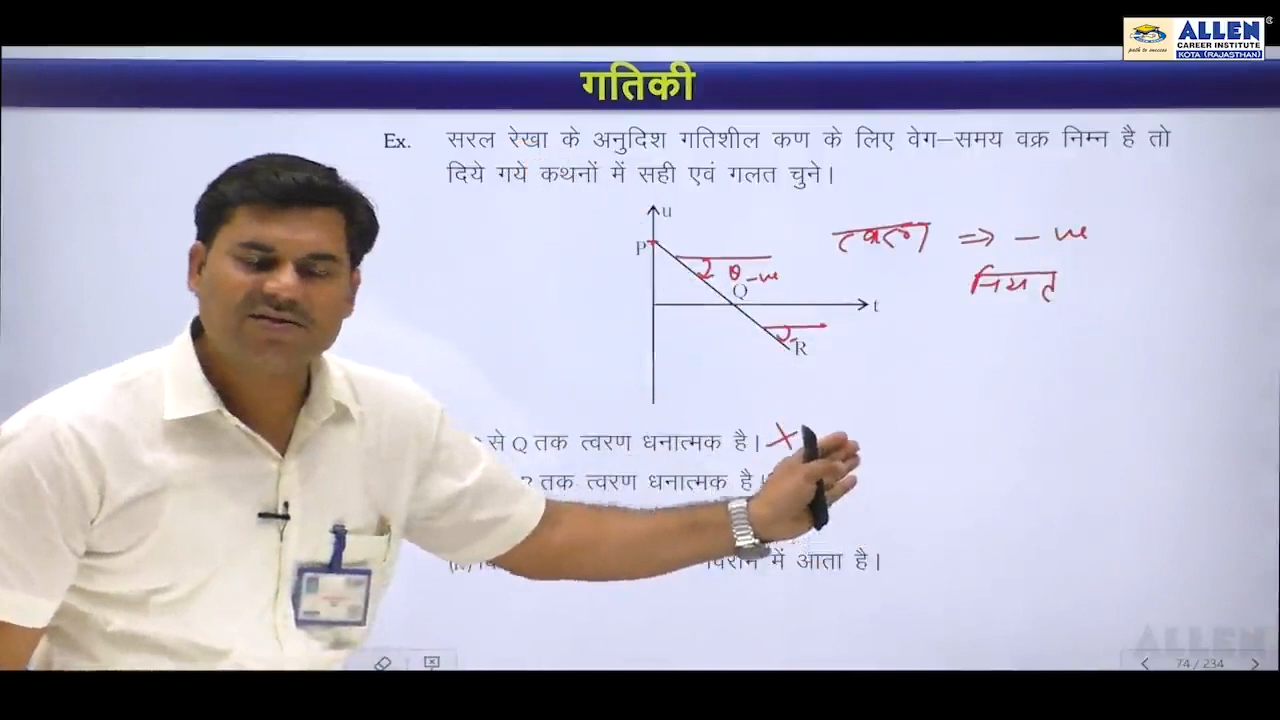 path to success
ALLEN
CAREER INSTITUTE
KOTA (RAJASTHAN)
गतिकी
Ex. सरल रेखा के अनुदिश गतिशील कण के लिए वेग–समय वक्र निम्न है तो
दिये गये कथनों में सही एवं गलत चुने।
u
P
θ -ve
Q
t
R
त्वरण ⇒ - ve
नियत
से Q तक त्वरण धनात्मक है। ×
तक त्वरण धनात्मक है।
में आता है।
ALLEN
74 / 234